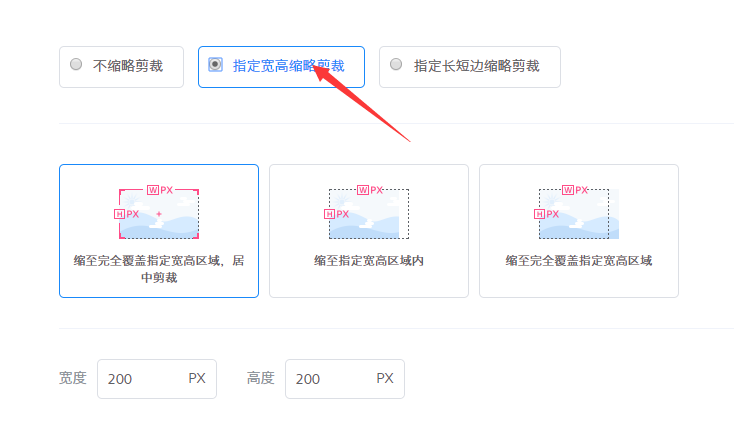 不缩略剪裁
指定宽高缩略剪裁
指定长短边缩略剪裁
W PX
H PX
缩至完全覆盖指定宽高区域，居
中剪裁
W PX
H PX
缩至指定宽高区域内
W PX
H PX
缩至完全覆盖指定宽高区域
宽度 200 PX 高度 200 PX